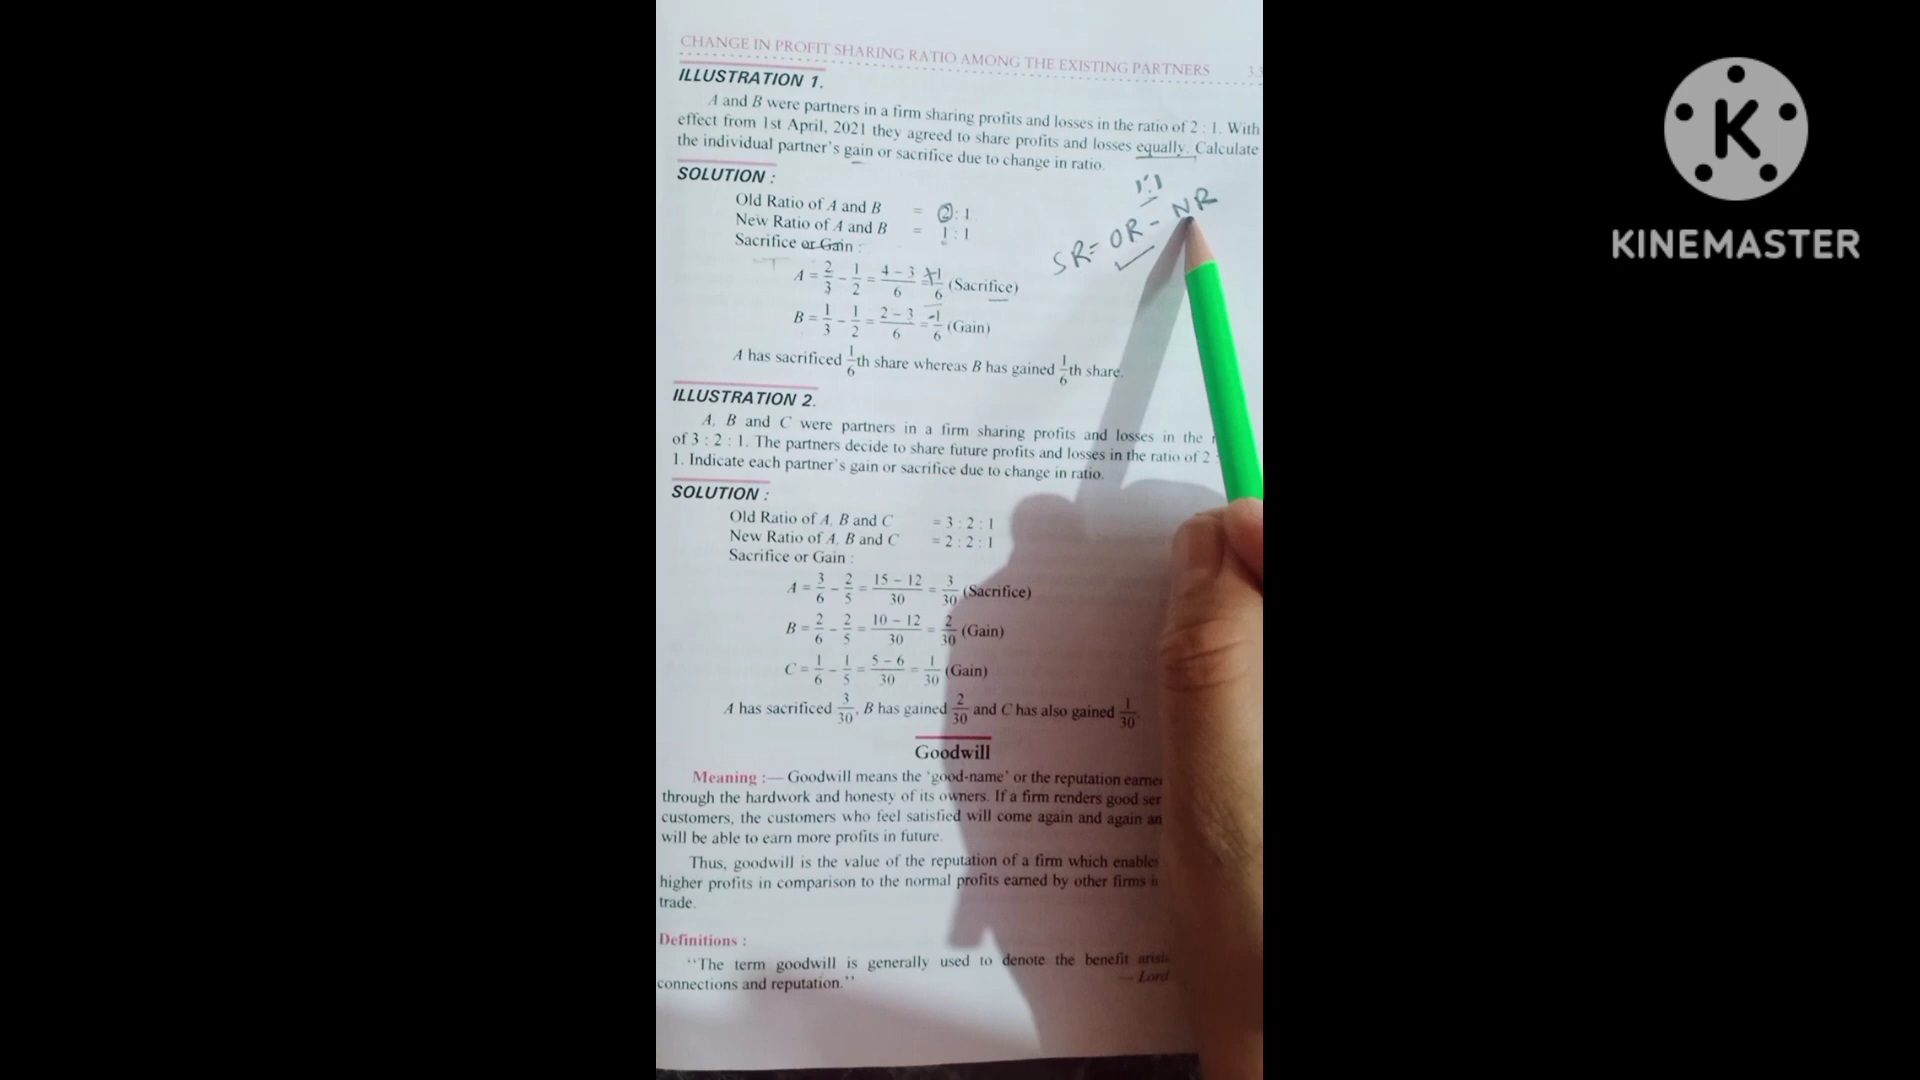 CHANGE IN PROFIT SHARING RATIO AMONG THE EXISTING PARTNERS 3.3
ILLUSTRATION 1.
A and B were partners in a firm sharing profits and losses in the ratio of 2 : 1. With
effect from 1st April, 2021 they agreed to share profits and losses equally. Calculate
the individual partner's gain or sacrifice due to change in ratio.
1:1
SOLUTION :
SR = OR - NR
Old Ratio of A and B = 2 : 1
New Ratio of A and B = 1 : 1
Sacrifice or Gain :
A = 2/3 - 1/2 = 4 - 3/6 = +1/6 (Sacrifice)
B = 1/3 - 1/2 = 2 - 3/6 = -1/6 (Gain)
A has sacrificed 1/6th share whereas B has gained 1/6th share.
ILLUSTRATION 2.
A, B and C were partners in a firm sharing profits and losses in the
of 3 : 2 : 1. The partners decide to share future profits and losses in the ratio of 2 :
1. Indicate each partner's gain or sacrifice due to change in ratio.
SOLUTION :
Old Ratio of A, B and C = 3 : 2 : 1
New Ratio of A, B and C = 2 : 2 : 1
Sacrifice or Gain :
A = 3/6 - 2/5 = 15 - 12/30 = 3/30 (Sacrifice)
B = 2/6 - 2/5 = 10 - 12/30 = 2/30 (Gain)
C = 1/6 - 1/5 = 5 - 6/30 = 1/30 (Gain)
A has sacrificed 3/30, B has gained 2/30 and C has also gained 1/30.
Goodwill
Meaning :— Goodwill means the 'good-name' or the reputation earne
through the hardwork and honesty of its owners. If a firm renders good ser
customers, the customers who feel satisfied will come again and again an
will be able to earn more profits in future.
Thus, goodwill is the value of the reputation of a firm which enables
higher profits in comparison to the normal profits earned by other firms
trade.
Definitions :
"The term goodwill is generally used to denote the benefit arisi
connections and reputation." — Lord
K
KINEMASTER